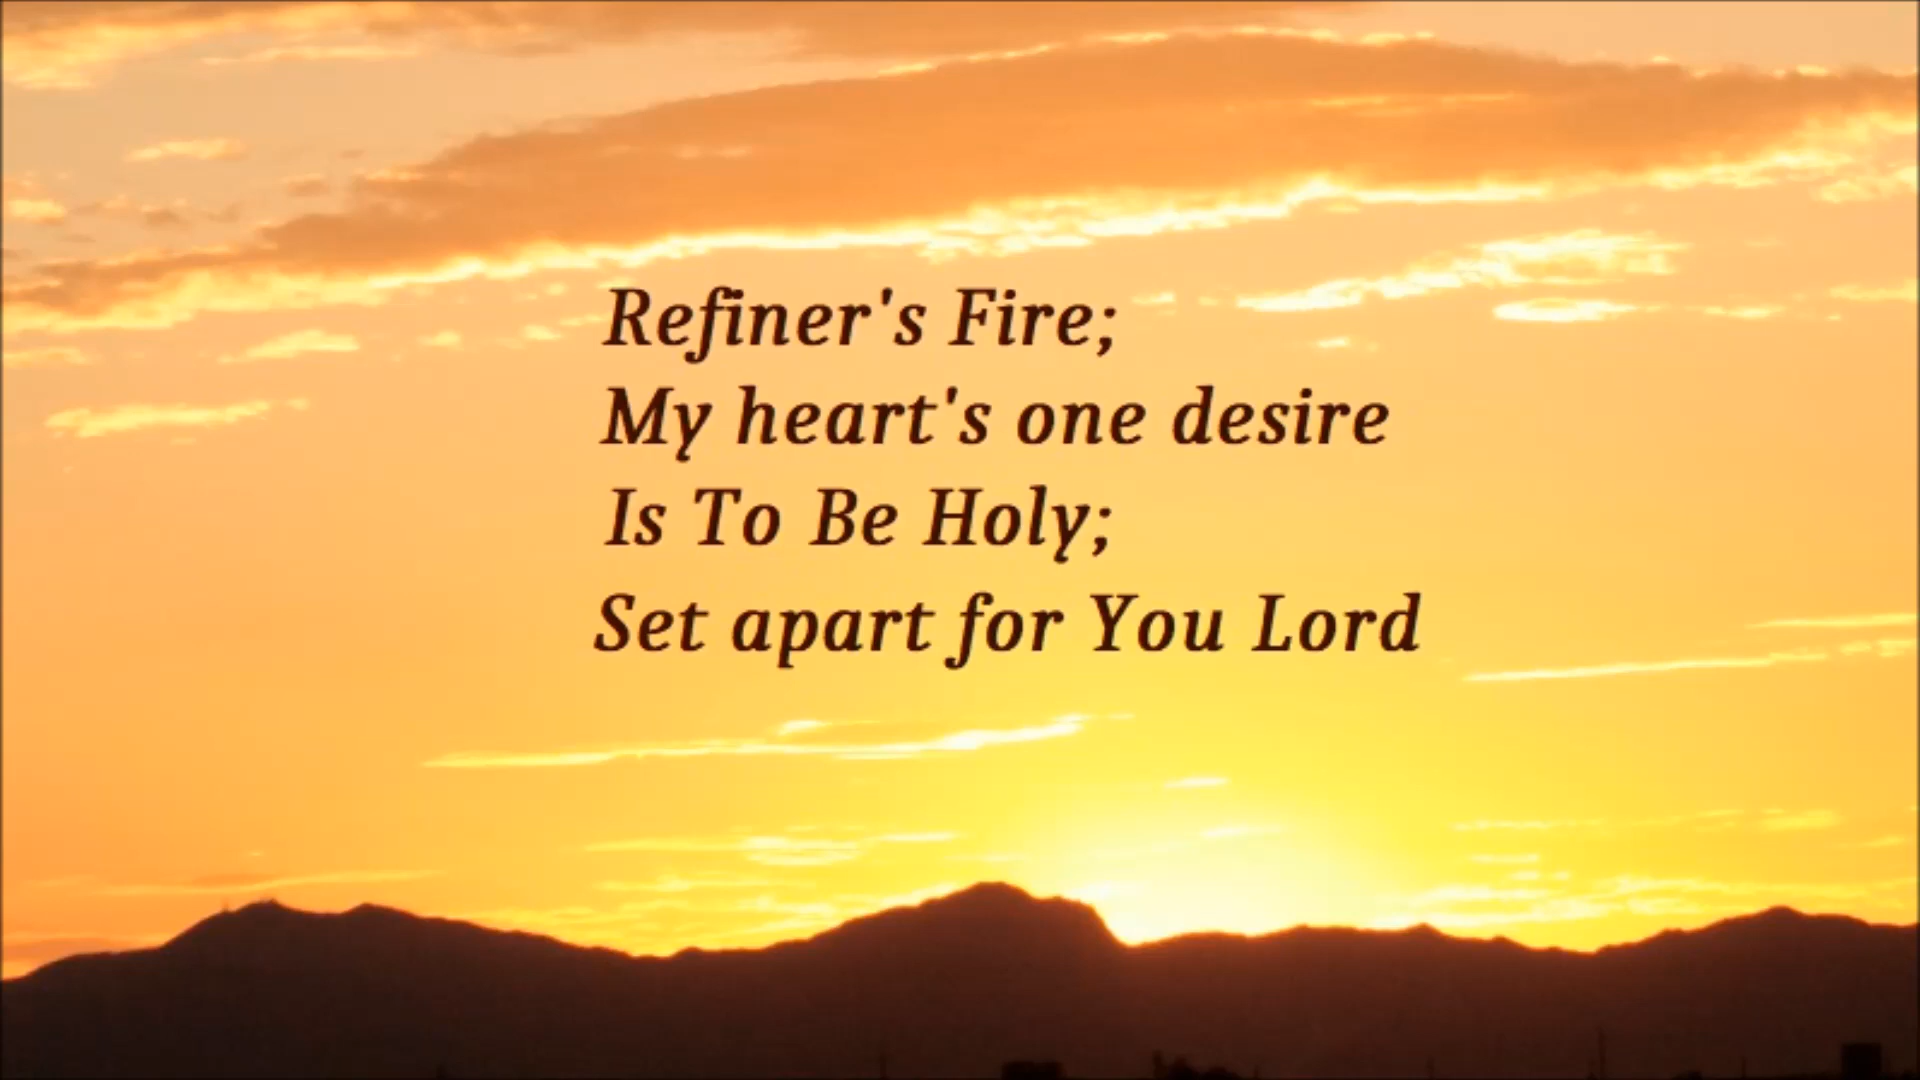 Refiner's Fire;
My heart's one desire
Is To Be Holy;
Set apart for You Lord